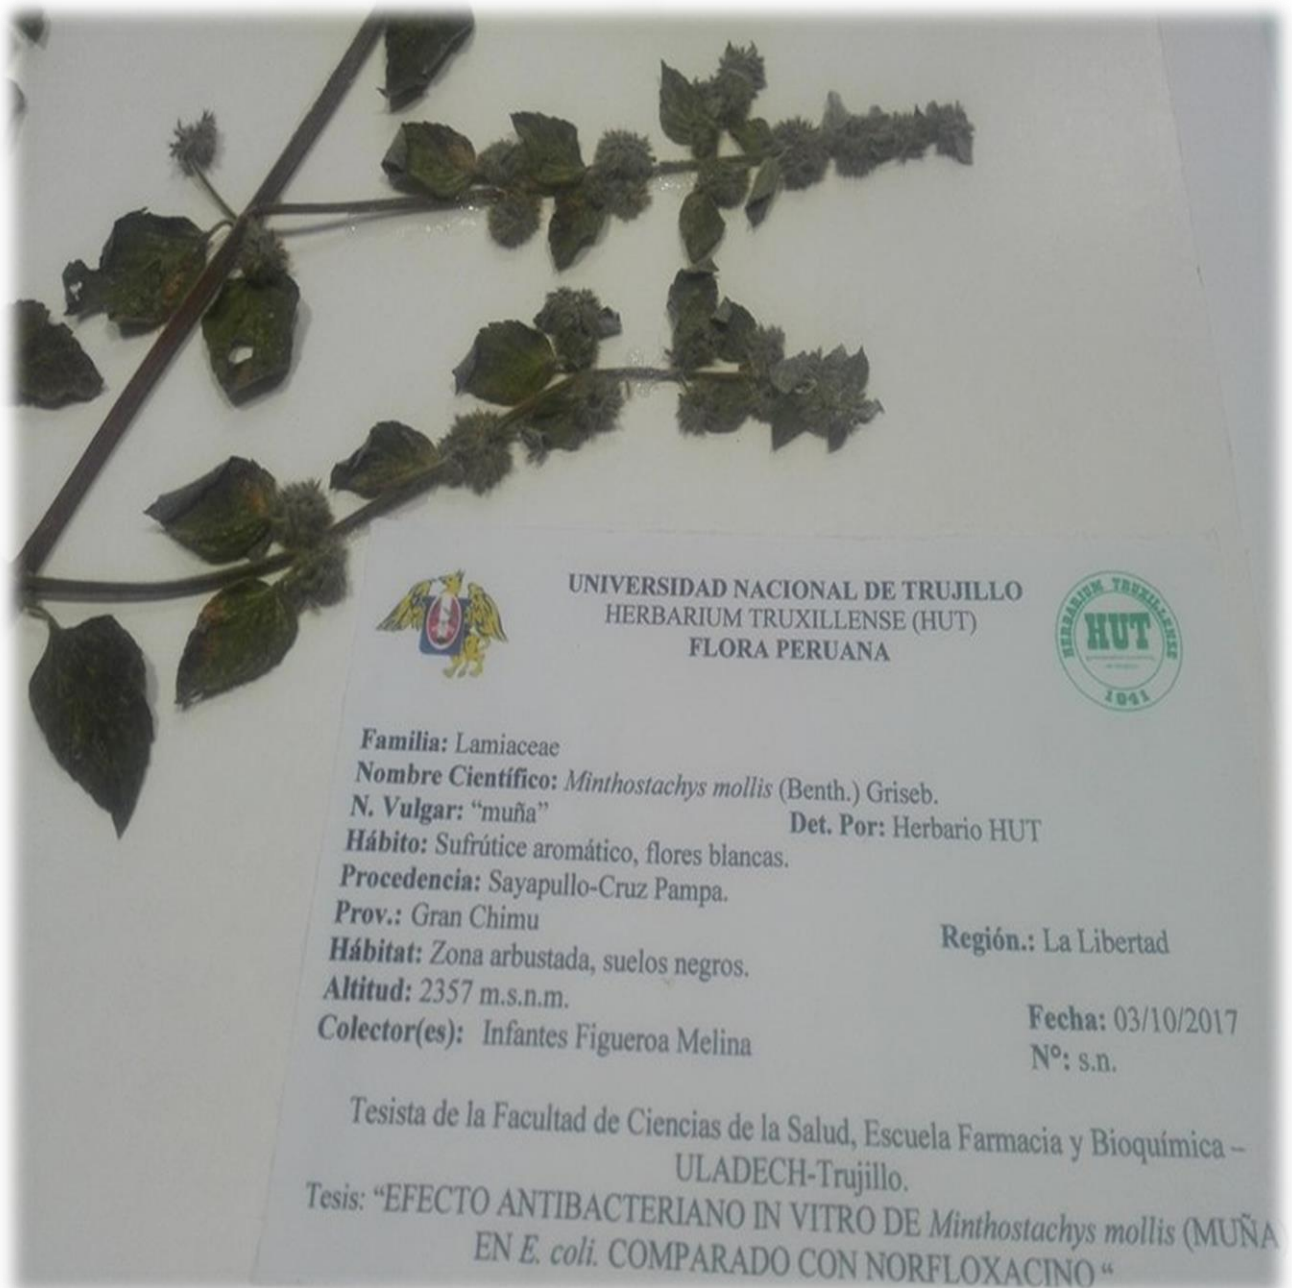 UNIVERSIDAD NACIONAL DE TRUJILLO
HERBARIUM TRUXILLENSE (HUT)
FLORA PERUANA
HERBARIUM TRUXILLENSE
HUT
1941
Familia: Lamiaceae
Nombre Científico: Minthostachys mollis (Benth.) Griseb.
N. Vulgar: “muña”
Det. Por: Herbario HUT
Hábito: Sufrútice aromático, flores blancas.
Procedencia: Sayapullo-Cruz Pampa.
Prov.: Gran Chimu
Región.: La Libertad
Hábitat: Zona arbustada, suelos negros.
Altitud: 2357 m.s.n.m.
Fecha: 03/10/2017
Colector(es): Infantes Figueroa Melina
Nº: s.n.
Tesista de la Facultad de Ciencias de la Salud, Escuela Farmacia y Bioquímica –
ULADECH-Trujillo.
Tesis: “EFECTO ANTIBACTERIANO IN VITRO DE Minthostachys mollis (MUÑA
EN E. coli. COMPARADO CON NORFLOXACINO “